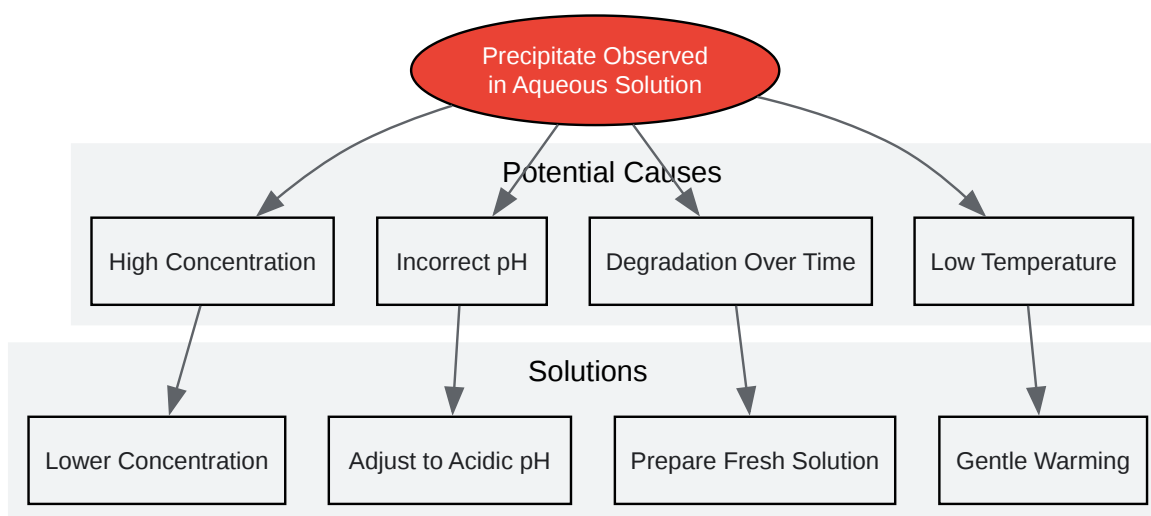 Precipitate Observed
in Aqueous Solution
Potential Causes
High Concentration
Incorrect pH
Degradation Over Time
Low Temperature
Solutions
Lower Concentration
Adjust to Acidic pH
Prepare Fresh Solution
Gentle Warming